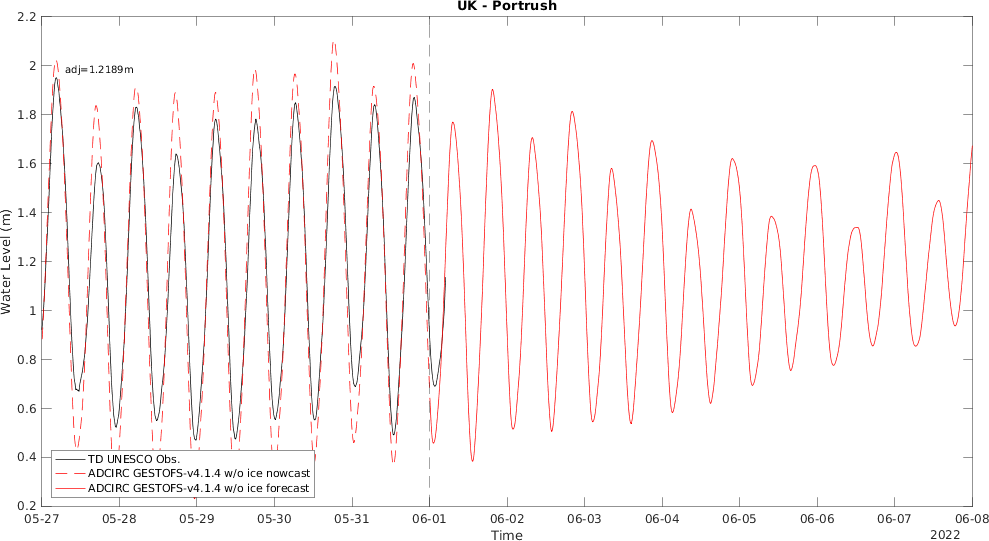 UK - Portrush
adj=1.2189m
2.2
2
1.8
1.6
1.4
1.2
1
0.8
0.6
0.4
0.2
Water Level (m)
TD UNESCO Obs.
ADCIRC GESTOFS-v4.1.4 w/o ice nowcast
ADCIRC GESTOFS-v4.1.4 w/o ice forecast
05-27 05-28 05-29 05-30 05-31 06-01 06-02 06-03 06-04 06-05 06-06 06-07 06-08
Time
2022